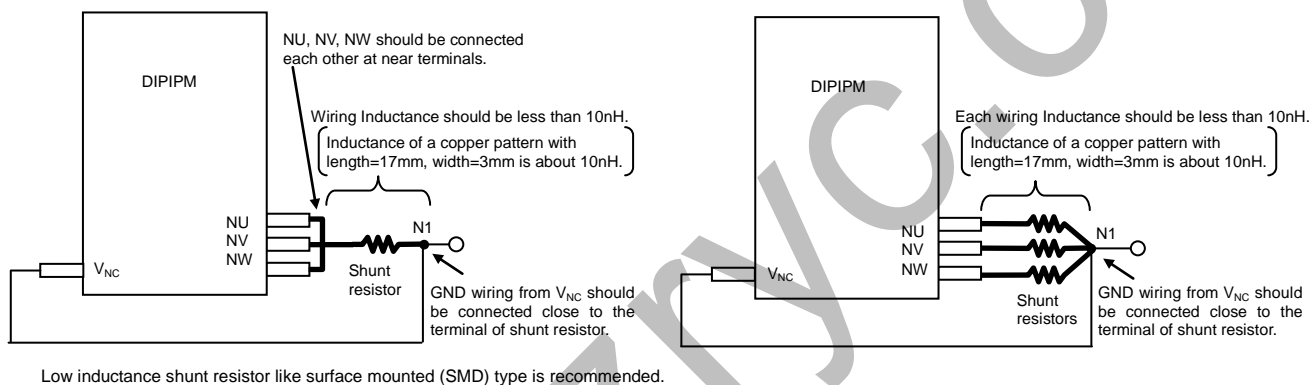 NU, NV, NW should be connected
each other at near terminals.
DIPIPM
Wiring Inductance should be less than 10nH.
Inductance of a copper pattern with
length=17mm, width=3mm is about 10nH.
NU
NV
NW
N1
VNC
Shunt
resistor
GND wiring from VNC should
be connected close to the
terminal of shunt resistor.
DIPIPM
Each wiring Inductance should be less than 10nH.
Inductance of a copper pattern with
length=17mm, width=3mm is about 10nH.
NU
NV
NW
N1
VNC
Shunt
resistors
GND wiring from VNC should
be connected close to the
terminal of shunt resistor.
Low inductance shunt resistor like surface mounted (SMD) type is recommended.